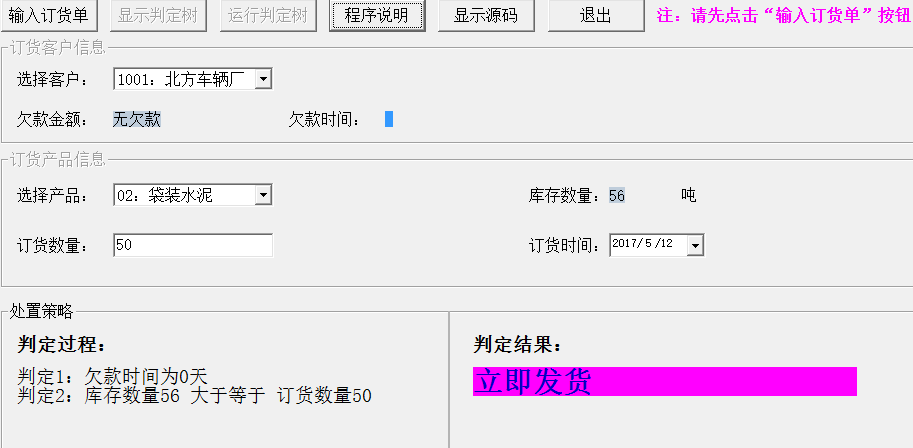 输入订货单 显示判定树 运行判定树 程序说明 显示源码 退出 注：请先点击“输入订货单”按钮
订货客户信息
选择客户： 1001：北方车辆厂
欠款金额： 无欠款 欠款时间：
订货产品信息
选择产品： 02：袋装水泥 库存数量：56 吨
订货数量： 50 订货时间：2017/ 5 /12
处置策略
判定过程： 判定结果：
判定1：欠款时间为0天 立即发货
判定2：库存数量56 大于等于 订货数量50